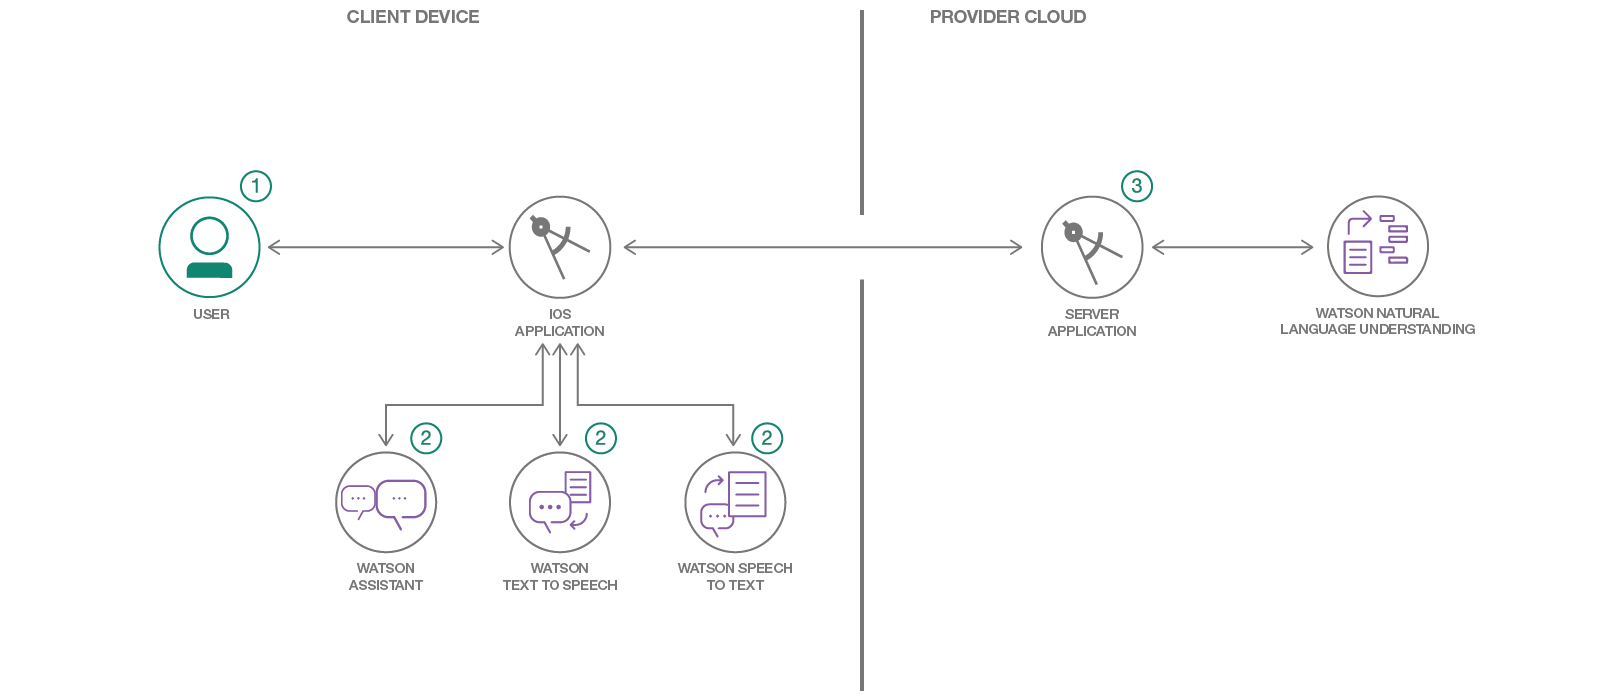 CLIENT DEVICE
PROVIDER CLOUD
1
3
USER
IOS
APPLICATION
SERVER
APPLICATION
WATSON NATURAL
LANGUAGE UNDERSTANDING
2
2
2
WATSON
ASSISTANT
WATSON
TEXT TO SPEECH
WATSON SPEECH
TO TEXT